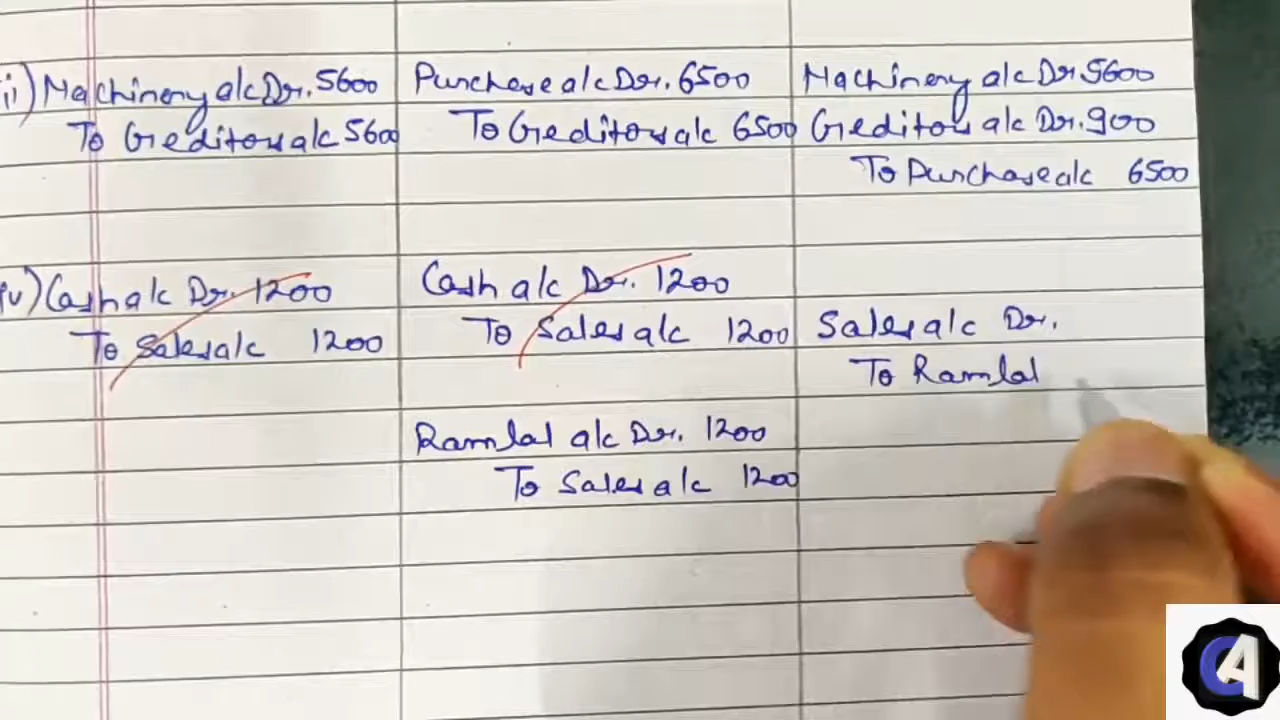 ii) Machinery a/c Dr. 5600
To Creditors a/c 5600
Purchase a/c Dr. 6500
To Creditors a/c 6500
Machinery a/c Dr. 5600
Creditors a/c Dr. 900
To Purchase a/c 6500
iv) Cash a/c Dr. 1200
To Sales a/c 1200
Cash a/c Dr. 1200
To Sales a/c 1200
Ramlal a/c Dr. 1200
To Sales a/c 1200
Sales a/c Dr.
To Ramlal
CA